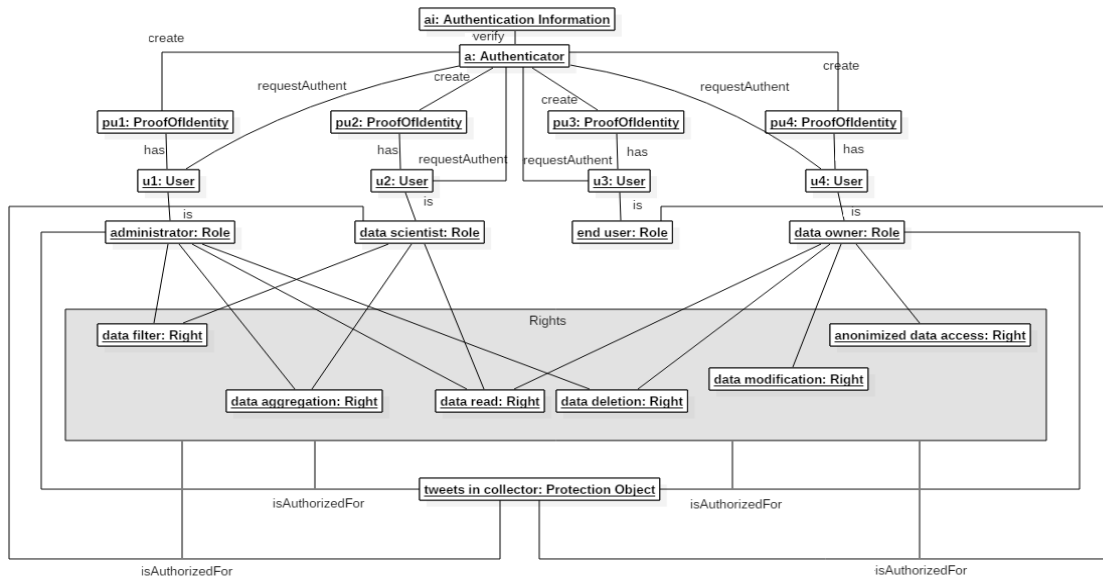 ai: Authentication Information
create
verify
a: Authenticator
create
requestAuthent
create
create
requestAuthent
pu1: ProofOfIdentity
pu2: ProofOfIdentity
pu3: ProofOfIdentity
pu4: ProofOfIdentity
has
has
has
has
requestAuthent
requestAuthent
u1: User
u2: User
u3: User
u4: User
is
is
is
is
administrator: Role
data scientist: Role
end user: Role
data owner: Role
Rights
data filter: Right
anonimized data access: Right
data modification: Right
data aggregation: Right
data read: Right
data deletion: Right
tweets in collector: Protection Object
isAuthorizedFor
isAuthorizedFor
isAuthorizedFor
isAuthorizedFor